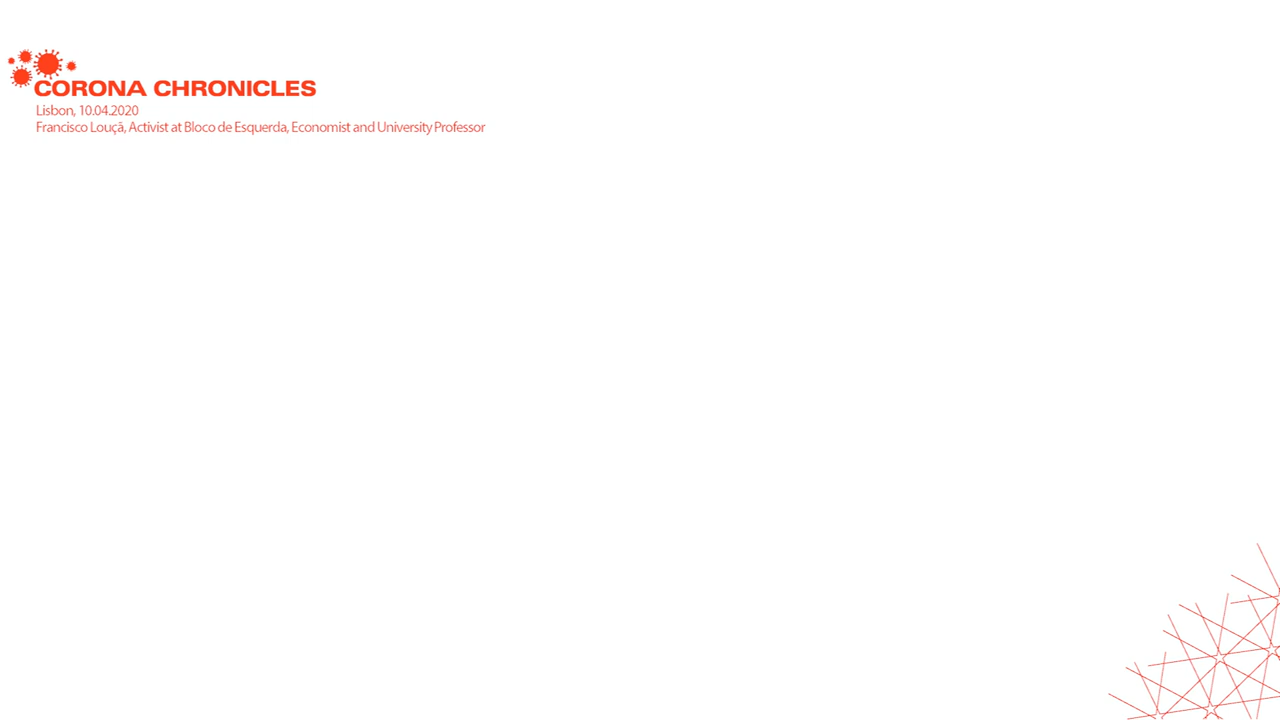 CORONA CHRONICLES
Lisbon, 10.04.2020
Francisco Louçã, Activist at Bloco de Esquerda, Economist and University Professor